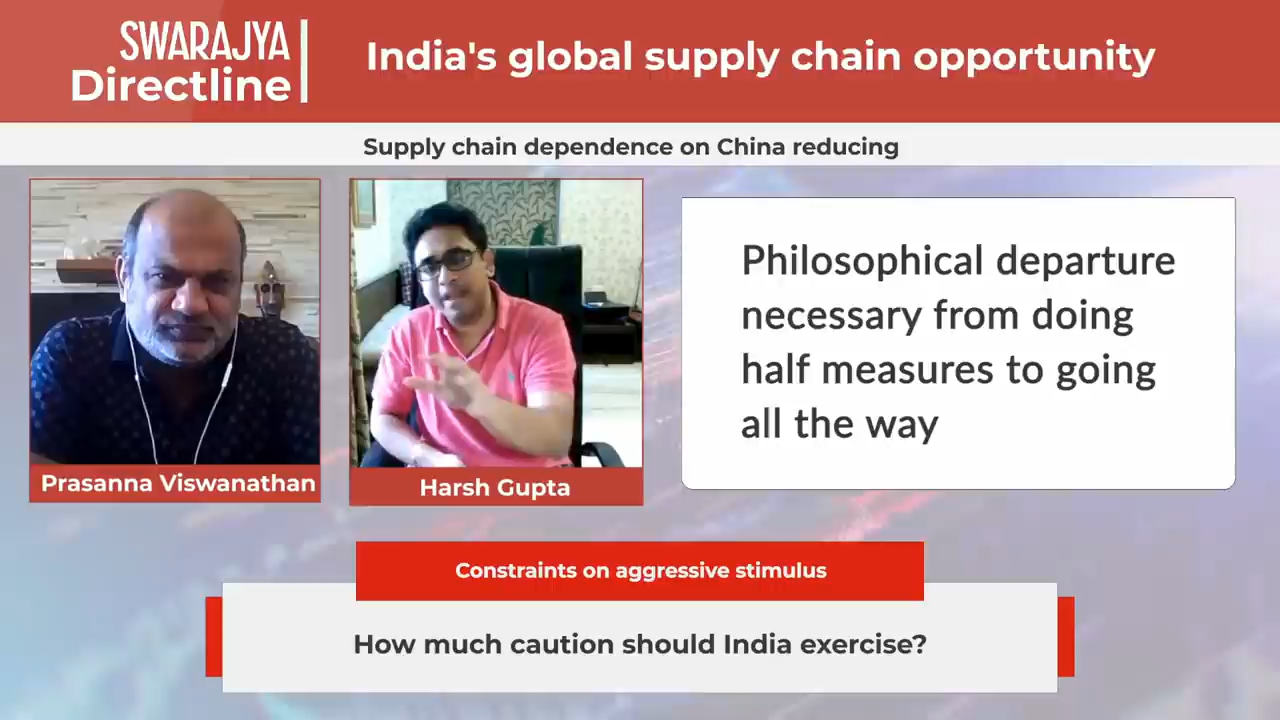 SWARAJYA
Directline
India's global supply chain opportunity
Supply chain dependence on China reducing
Prasanna Viswanathan
Harsh Gupta
Philosophical departure
necessary from doing
half measures to going
all the way
Constraints on aggressive stimulus
How much caution should India exercise?